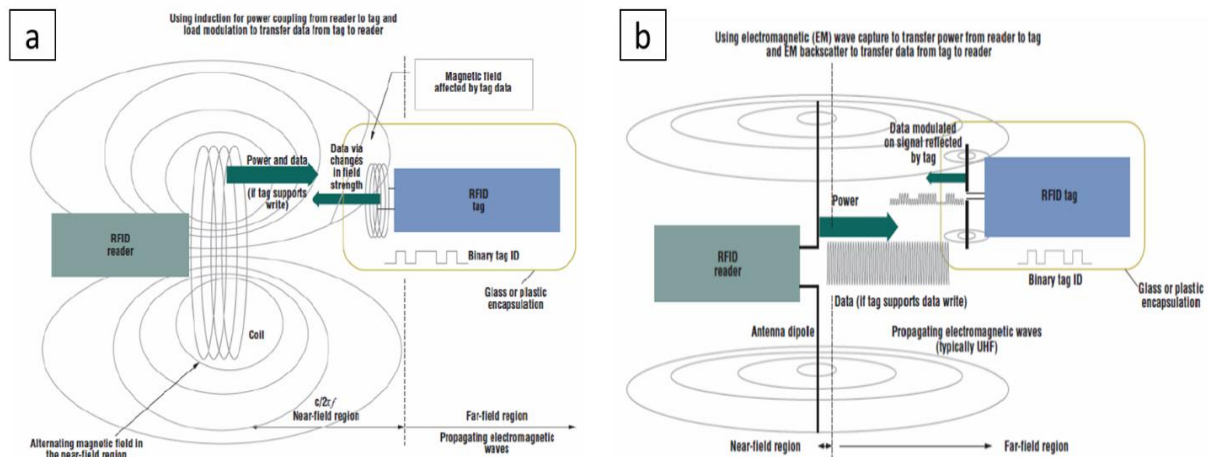 a
Using induction for power coupling from reader to tag and
load modulation to transfer data from tag to reader
Magnetic field
affected by tag data
Power and data
(if tag supports
write)
Data via
changes in
field
strength
RFID
reader
RFID
tag
Binary tag ID
Glass or plastic
encapsulation
Coil
c/2πf
Near-field region
Far-field region
Propagating electromagnetic
waves
Alternating magnetic field in
the near-field region
b
Using electromagnetic (EM) wave capture to transfer power from reader to tag
and EM backscatter to transfer data from tag to reader
Data modulated
on signal reflected
by tag
Power
RFID
reader
RFID tag
Binary tag ID
Glass or plastic
encapsulation
Data (if tag supports data write)
Antenna dipole
Propagating electromagnetic waves
(typically UHF)
Near-field region
Far-field region